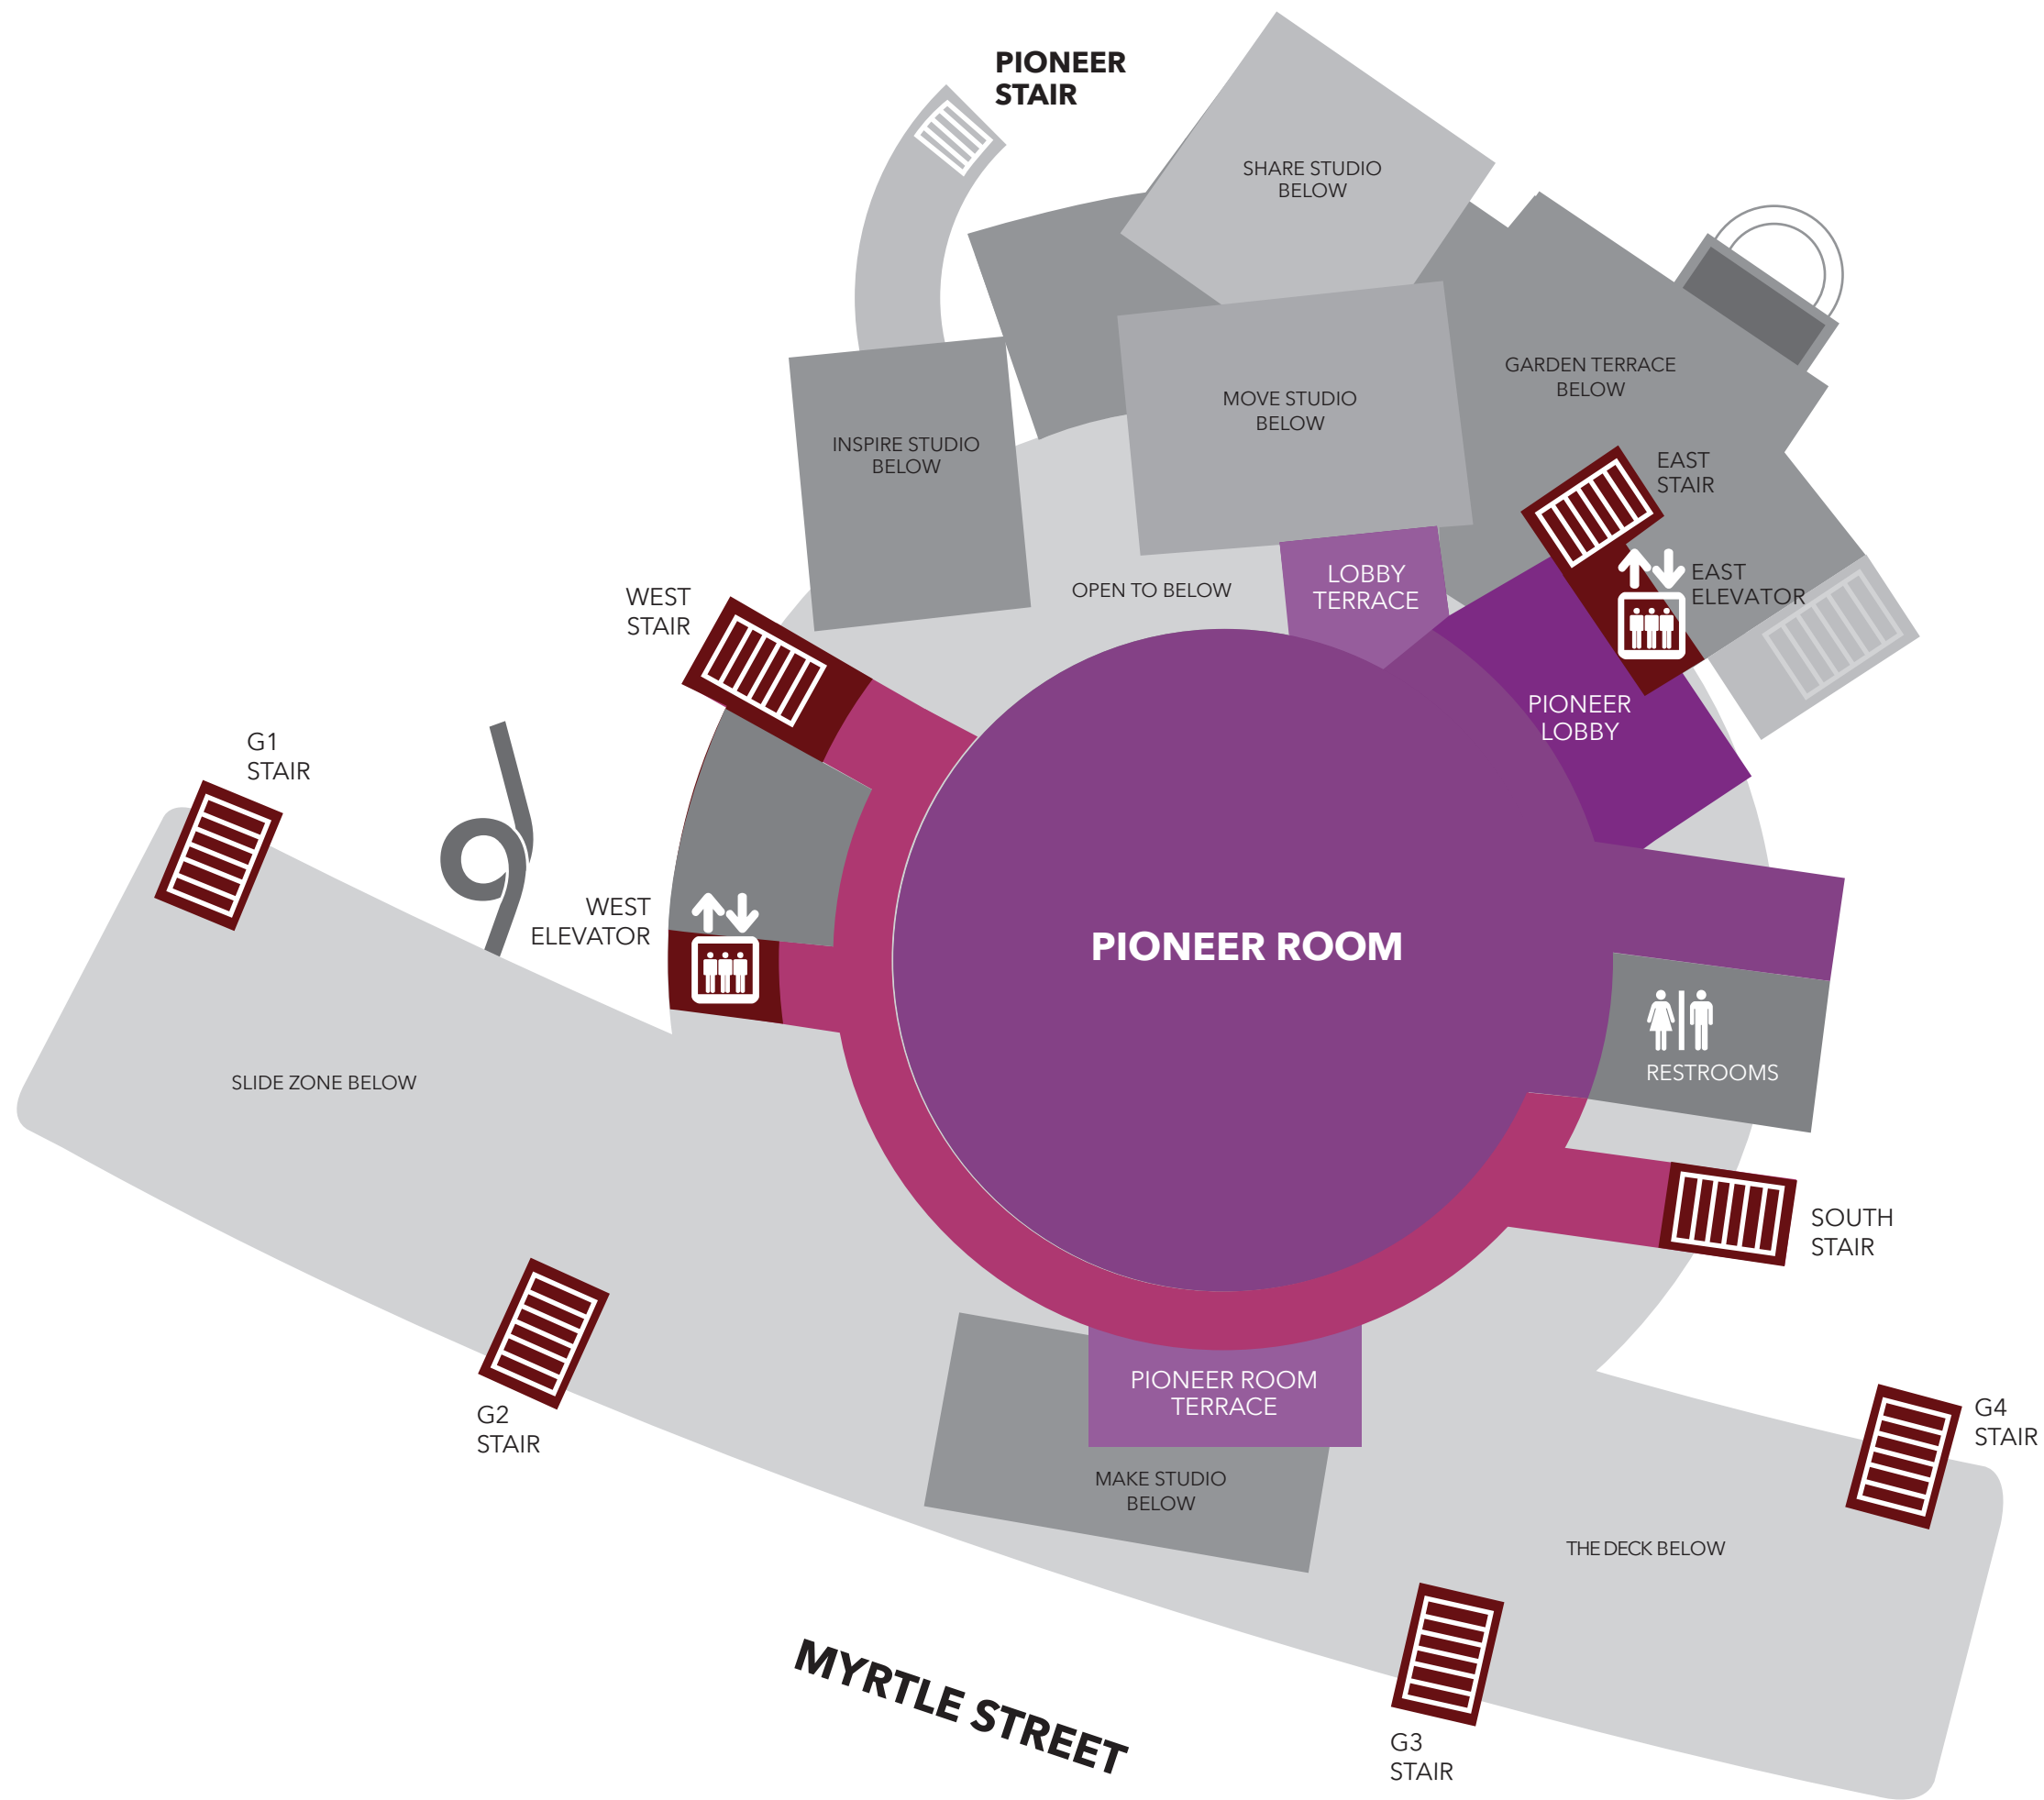 PIONEER
STAIR
SHARE STUDIO
BELOW
GARDEN TERRACE
BELOW
MOVE STUDIO
BELOW
INSPIRE STUDIO
BELOW
EAST
STAIR
EAST
ELEVATOR
LOBBY
TERRACE
OPEN TO BELOW
WEST
STAIR
PIONEER
LOBBY
G1
STAIR
WEST
ELEVATOR
PIONEER ROOM
RESTROOMS
SLIDE ZONE BELOW
SOUTH
STAIR
PIONEER ROOM
TERRACE
G2
STAIR
G4
STAIR
MAKE STUDIO
BELOW
THE DECK BELOW
MYRTLE STREET
G3
STAIR